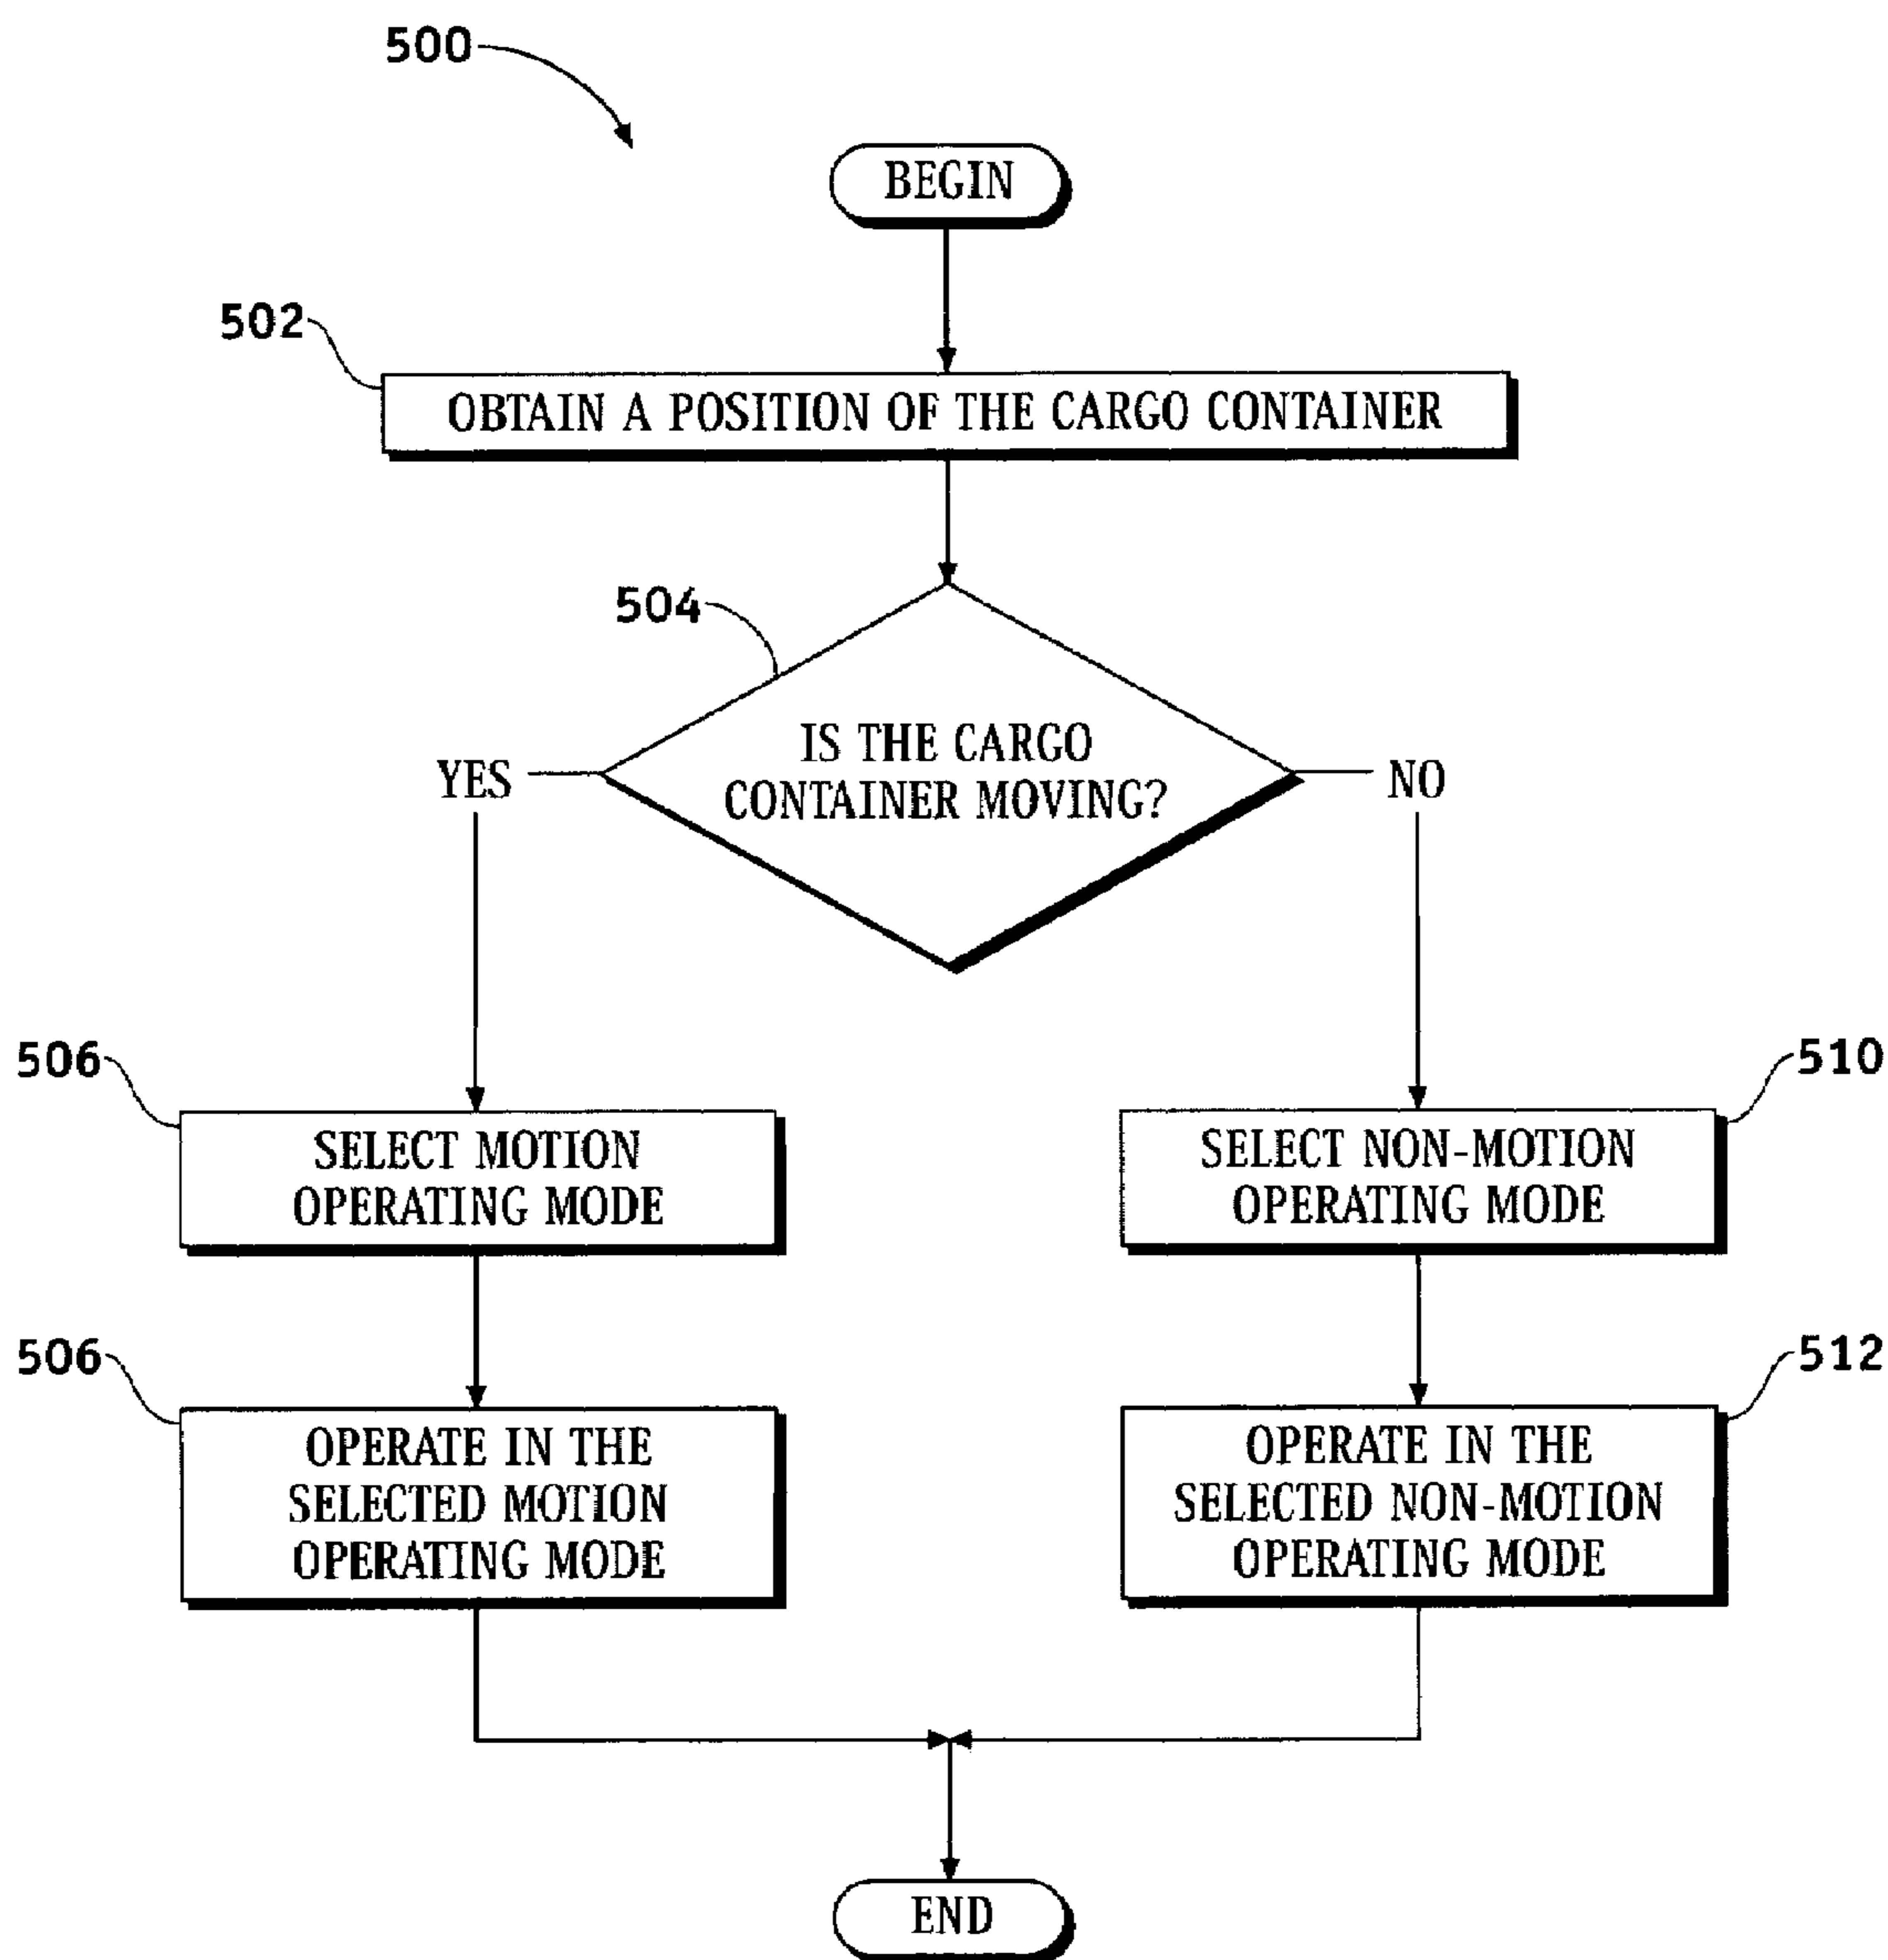 500
BEGIN
502
OBTAIN A POSITION OF THE CARGO CONTAINER
504
IS THE CARGO
CONTAINER MOVING?
YES
NO
506
SELECT MOTION
OPERATING MODE
510
SELECT NON-MOTION
OPERATING MODE
506
OPERATE IN THE
SELECTED MOTION
OPERATING MODE
512
OPERATE IN THE
SELECTED NON-MOTION
OPERATING MODE
END